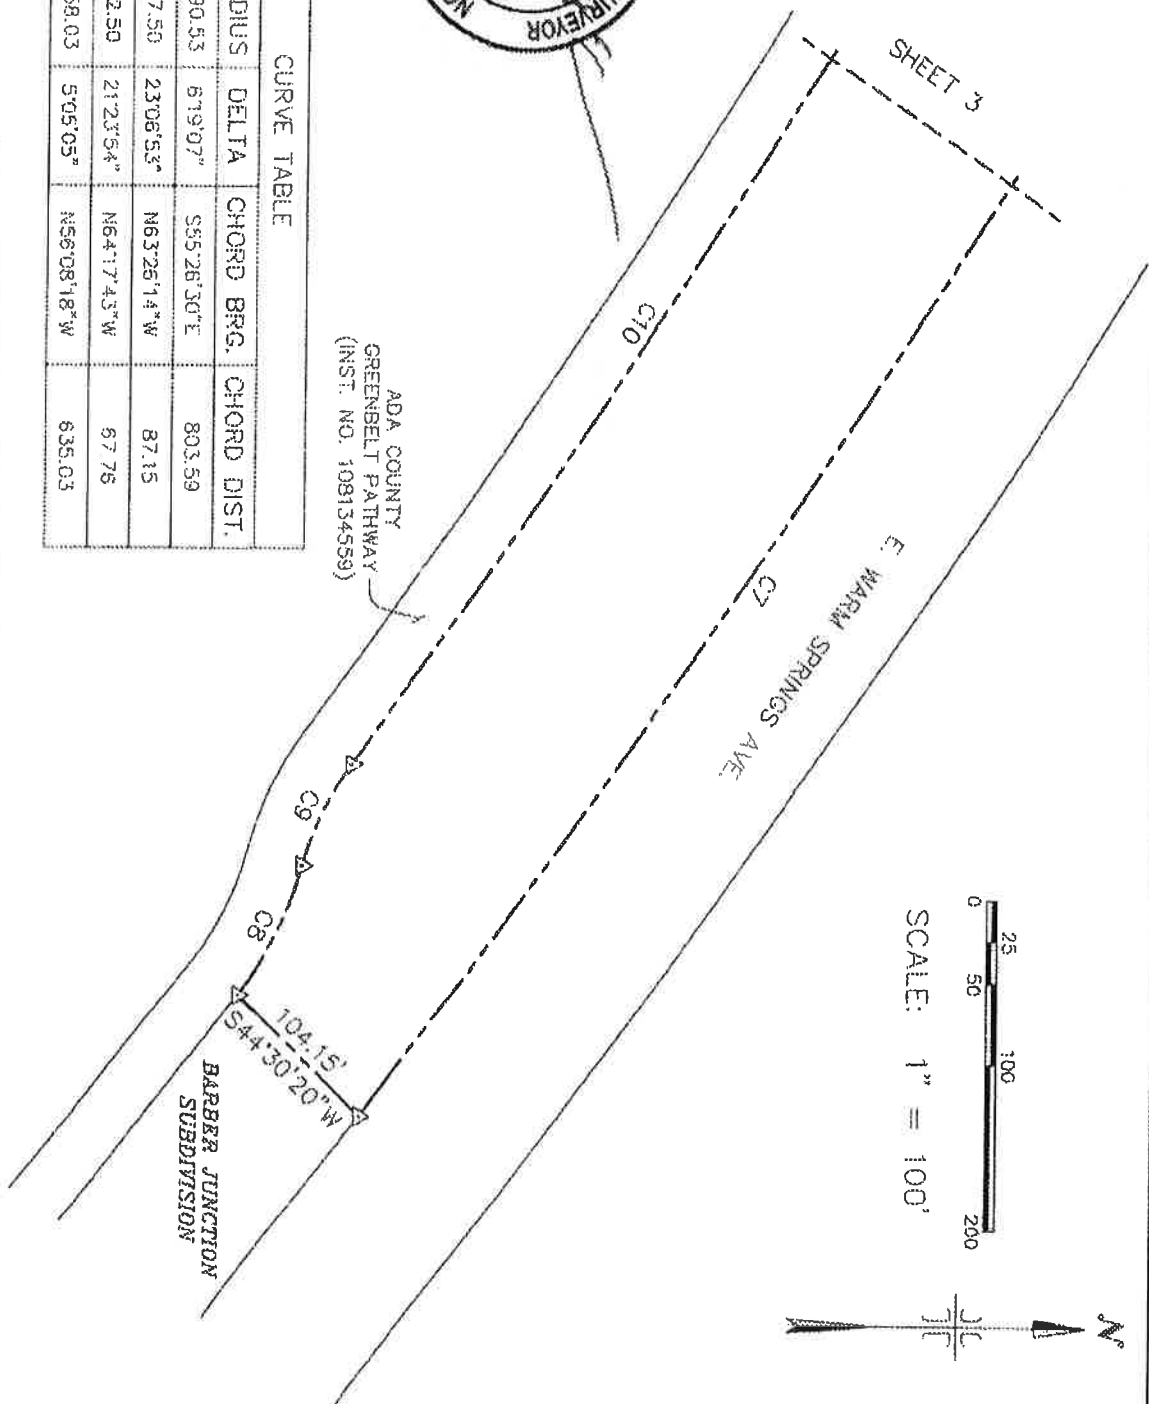 SHEET 3
E. WARM SPRINGS AVE.
C7
C10
C9
C8
104.15'
S44°30'20"W
BARBER JUNCTION
SUBDIVISION
ADA COUNTY
GREENBELT PATHWAY
(INST. NO. 108134559)
N
0 25 50 100 200
SCALE: 1" = 100'
SURVEYOR
CURVE TABLE
DIUS DELTA CHORD BRG. CHORD DIST.
90.53 6°19'07" S55°26'30"E 803.59
7.50 23°06'53" N63°25'14"W 87.15
2.50 21°23'54" N64°17'43"W 67.76
58.03 5°05'05" N56°08'18"W 635.03